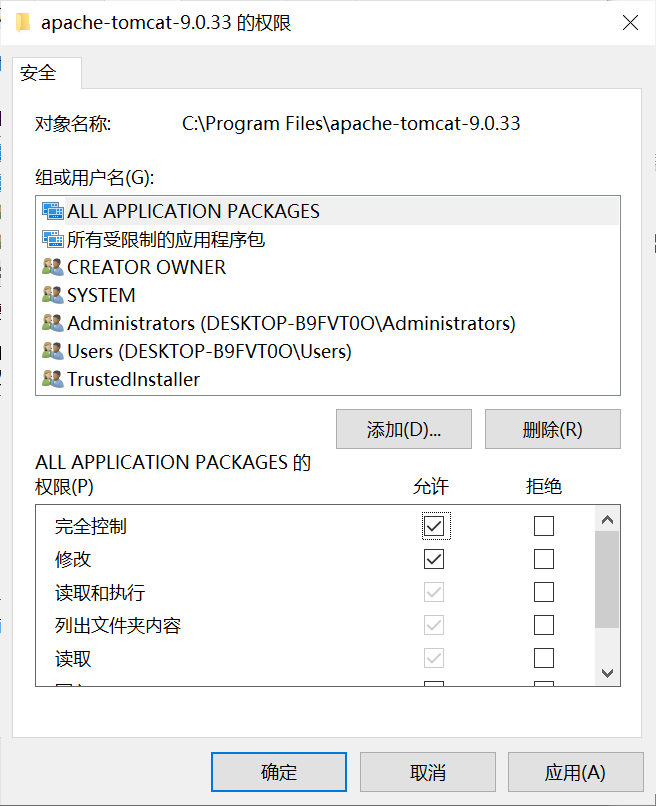 apache-tomcat-9.0.33 的权限
安全
对象名称:
C:\Program Files\apache-tomcat-9.0.33
组或用户名(G):
ALL APPLICATION PACKAGES
所有受限制的应用程序包
CREATOR OWNER
SYSTEM
Administrators (DESKTOP-B9FVT0O\Administrators)
Users (DESKTOP-B9FVT0O\Users)
TrustedInstaller
添加(D)...
删除(R)
ALL APPLICATION PACKAGES 的
权限(P)
允许
拒绝
完全控制
修改
读取和执行
列出文件夹内容
读取
确定
取消
应用(A)